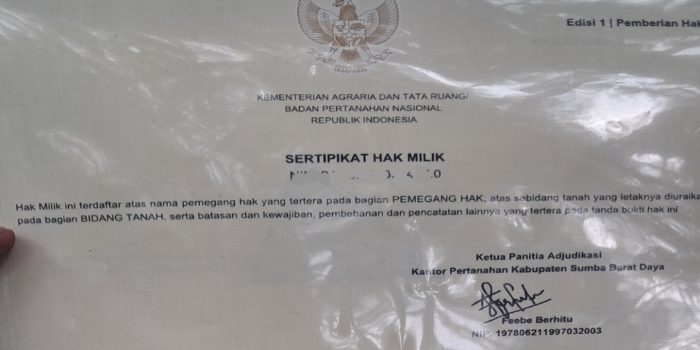 Edisi 1 | Pemberian Hak
KEMENTERIAN AGRARIA DAN TATA RUANG/
BADAN PERTANAHAN NASIONAL
REPUBLIK INDONESIA
SERTIPIKAT HAK MILIK
Hak Milik ini terdaftar atas nama pemegang hak yang tertera pada bagian PEMEGANG HAK, atas sebidang tanah yang letaknya diuraika
pada bagian BIDANG TANAH, serta batasan dan kewajiban, pembebanan dan pencatatan lainnya yang tertera pada tanda bukti hak ini
Ketua Panitia Adjudikasi
Kantor Pertanahan Kabupaten Sumba Barat Daya
Feebe Berhitu
NIP. 197806211997032003